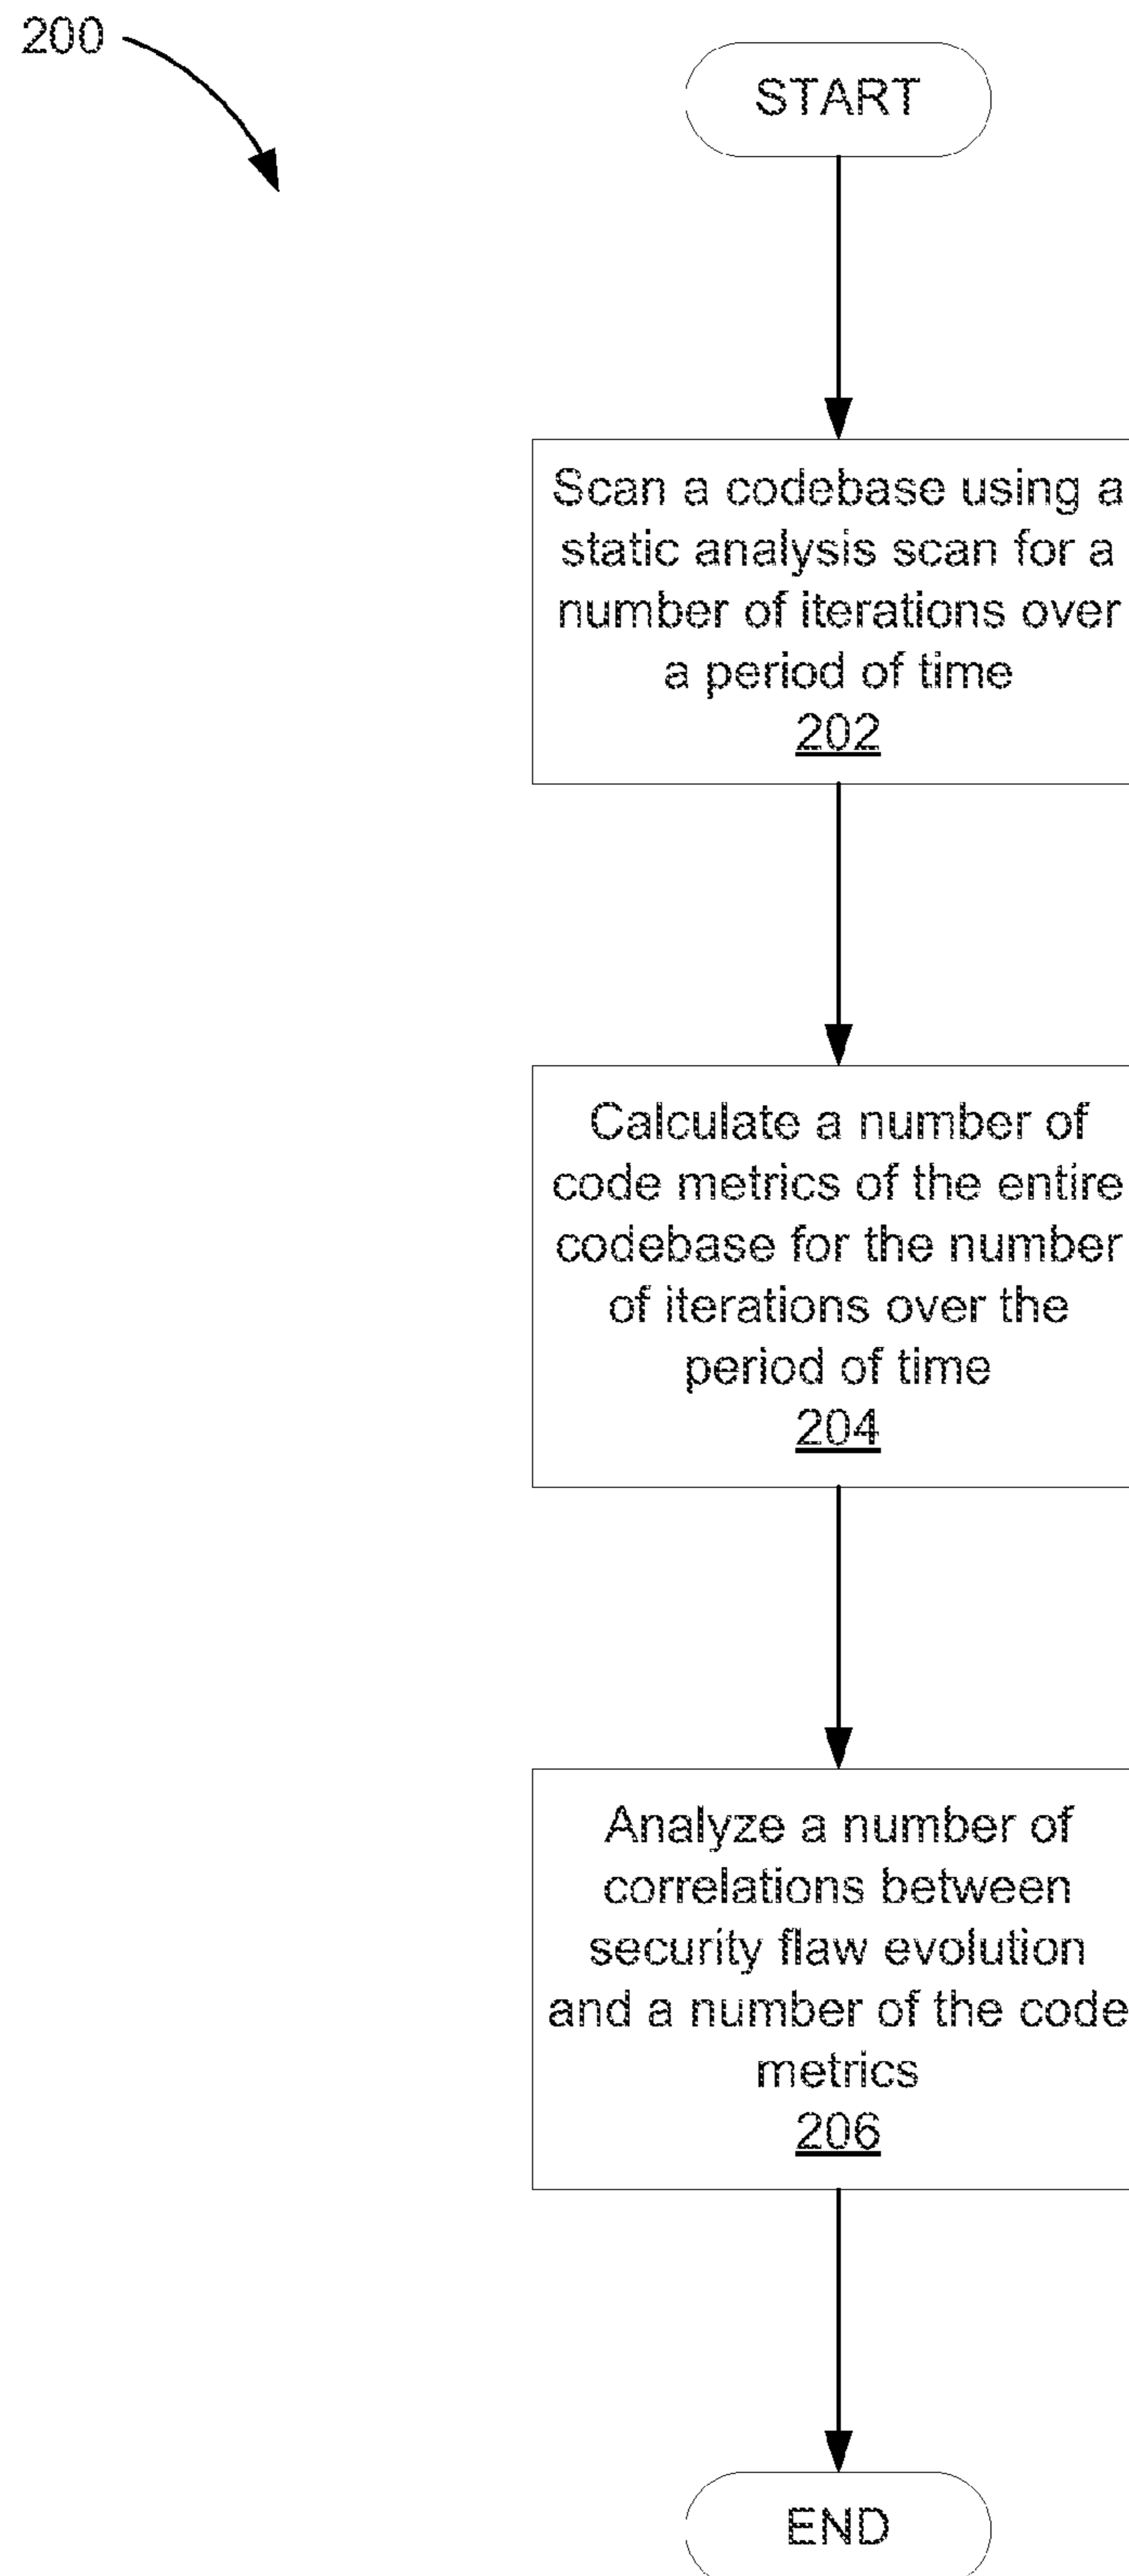 200
START
Scan a codebase using a
static analysis scan for a
number of iterations over
a period of time
202
Calculate a number of
code metrics of the entire
codebase for the number
of iterations over the
period of time
204
Analyze a number of
correlations between
security flaw evolution
and a number of the code
metrics
206
END